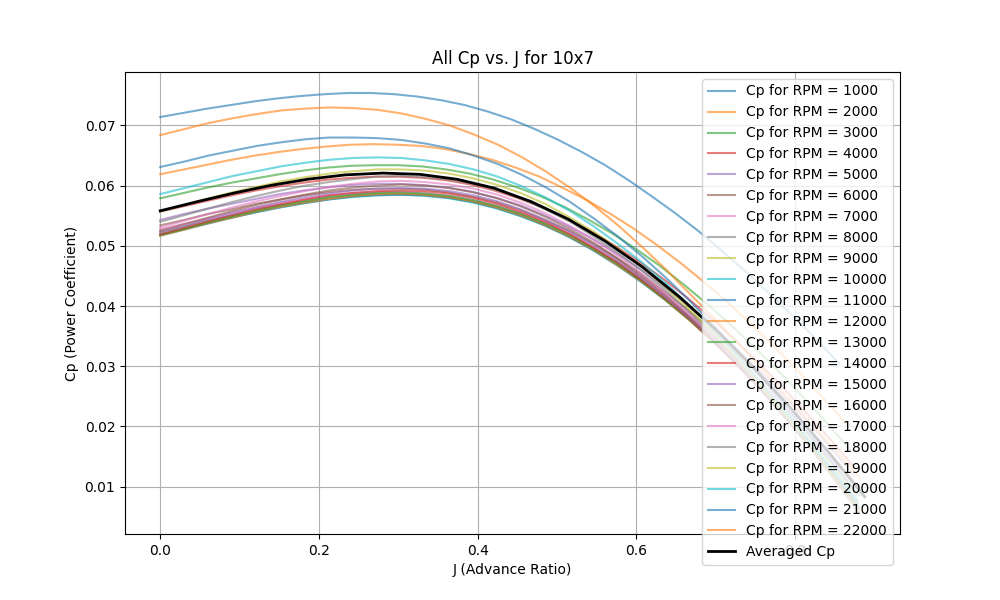 All Cp vs. J for 10x7
Cp (Power Coefficient)
0.07
0.06
0.05
0.04
0.03
0.02
0.01
0.0
0.2
0.4
0.6
0.8
J (Advance Ratio)
Cp for RPM = 1000
Cp for RPM = 2000
Cp for RPM = 3000
Cp for RPM = 4000
Cp for RPM = 5000
Cp for RPM = 6000
Cp for RPM = 7000
Cp for RPM = 8000
Cp for RPM = 9000
Cp for RPM = 10000
Cp for RPM = 11000
Cp for RPM = 12000
Cp for RPM = 13000
Cp for RPM = 14000
Cp for RPM = 15000
Cp for RPM = 16000
Cp for RPM = 17000
Cp for RPM = 18000
Cp for RPM = 19000
Cp for RPM = 20000
Cp for RPM = 21000
Cp for RPM = 22000
Averaged Cp